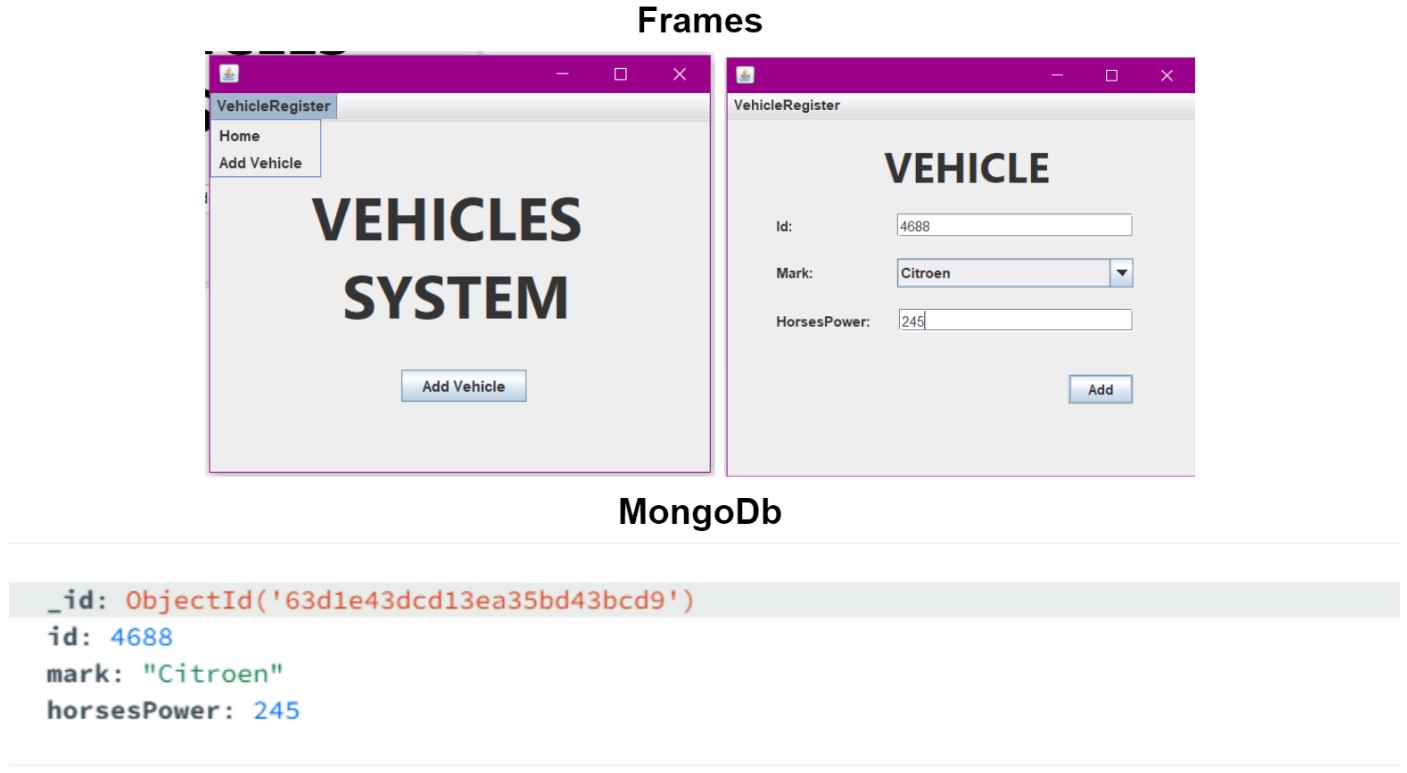 Frames
VehicleRegister
Home
Add Vehicle
VEHICLES
SYSTEM
Add Vehicle
VehicleRegister
VEHICLE
Id: 4688
Mark: Citroen
HorsesPower: 245
Add
MongoDb
_id: ObjectId('63d1e43dcd13ea35bd43bcd9')
id: 4688
mark: "Citroen"
horsesPower: 245